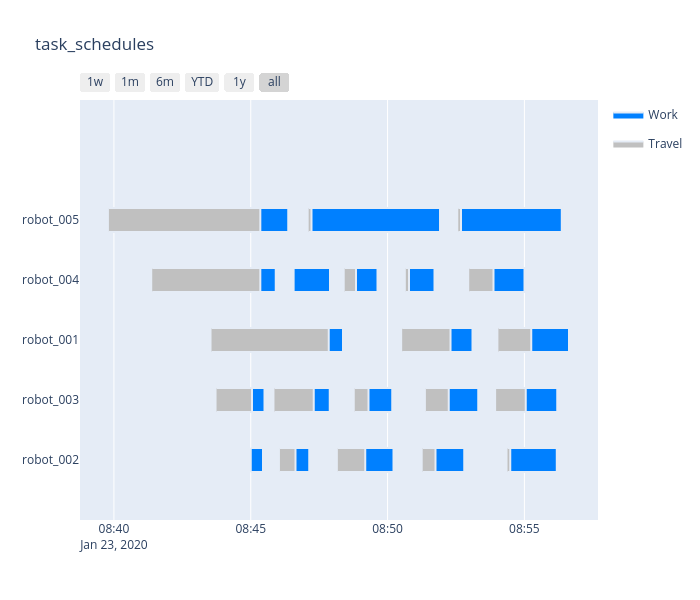 task_schedules
1w 1m 6m YTD 1y all
Work
Travel
robot_005
robot_004
robot_001
robot_003
robot_002
08:40 08:45 08:50 08:55
Jan 23, 2020